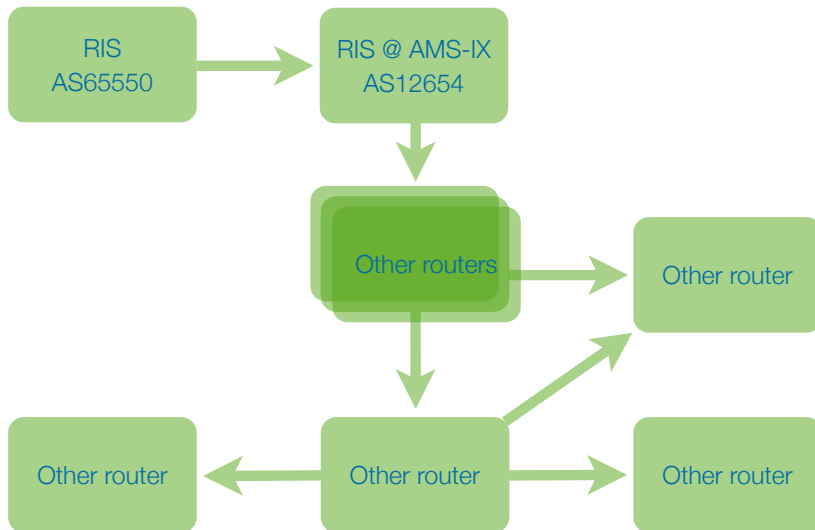 RIS
AS65550
RIS @ AMS-IX
AS12654
Other routers
Other router
Other router
Other router
Other router